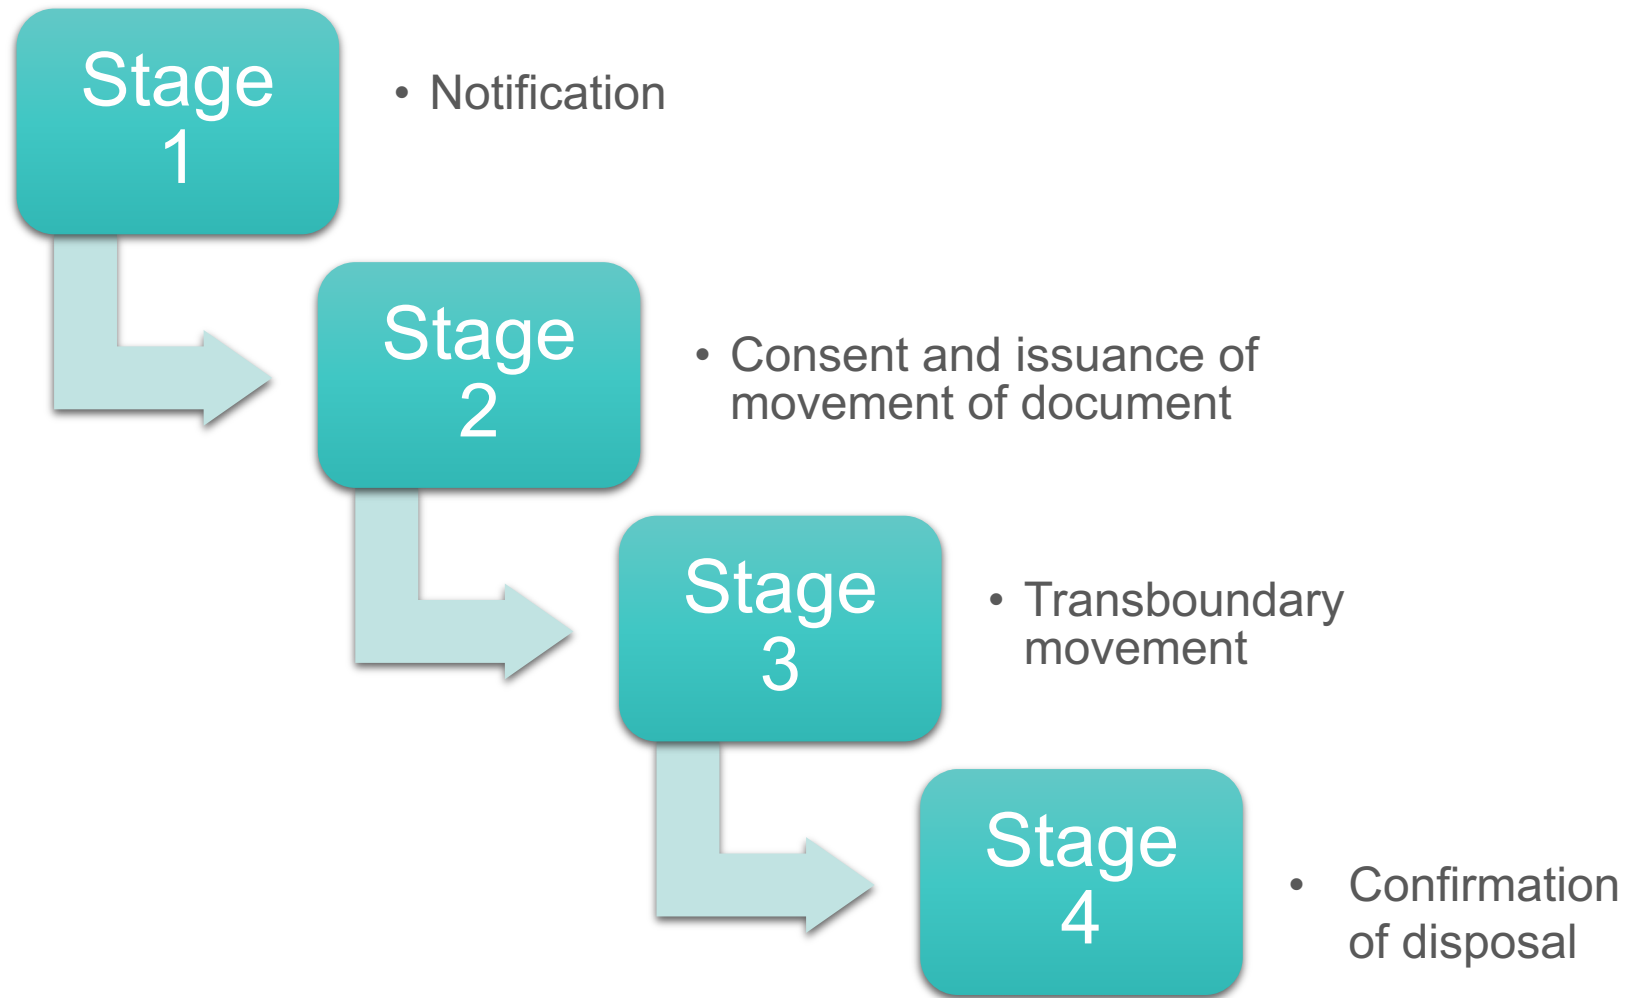 Stage
1
• Notification
Stage
2
• Consent and issuance of
movement of document
Stage
3
• Transboundary
movement
Stage
4
• Confirmation
of disposal